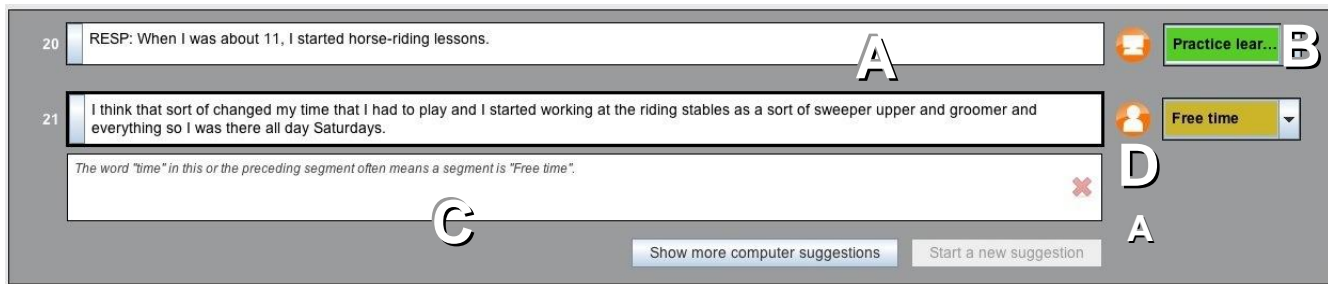 20 RESP: When I was about 11, I started horse-riding lessons. A Practice lear... B
21 I think that sort of changed my time that I had to play and I started working at the riding stables as a sort of sweeper upper and groomer and
everything so I was there all day Saturdays. Free time
D
The word "time" in this or the preceding segment often means a segment is "Free time".
C A
Show more computer suggestions Start a new suggestion